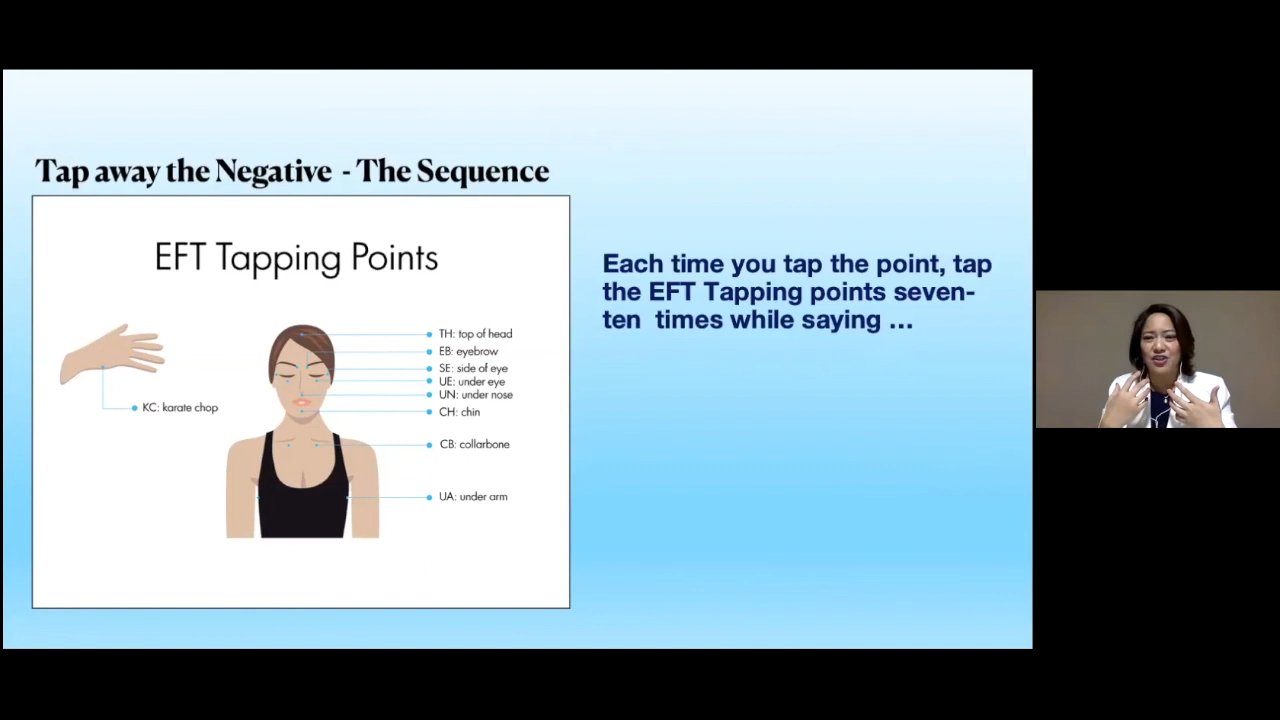 Tap away the Negative - The Sequence
EFT Tapping Points
TH: top of head
EB: eyebrow
SE: side of eye
UE: under eye
UN: under nose
CH: chin
KC: karate chop
CB: collarbone
UA: under arm
Each time you tap the point, tap
the EFT Tapping points seven-
ten times while saying …